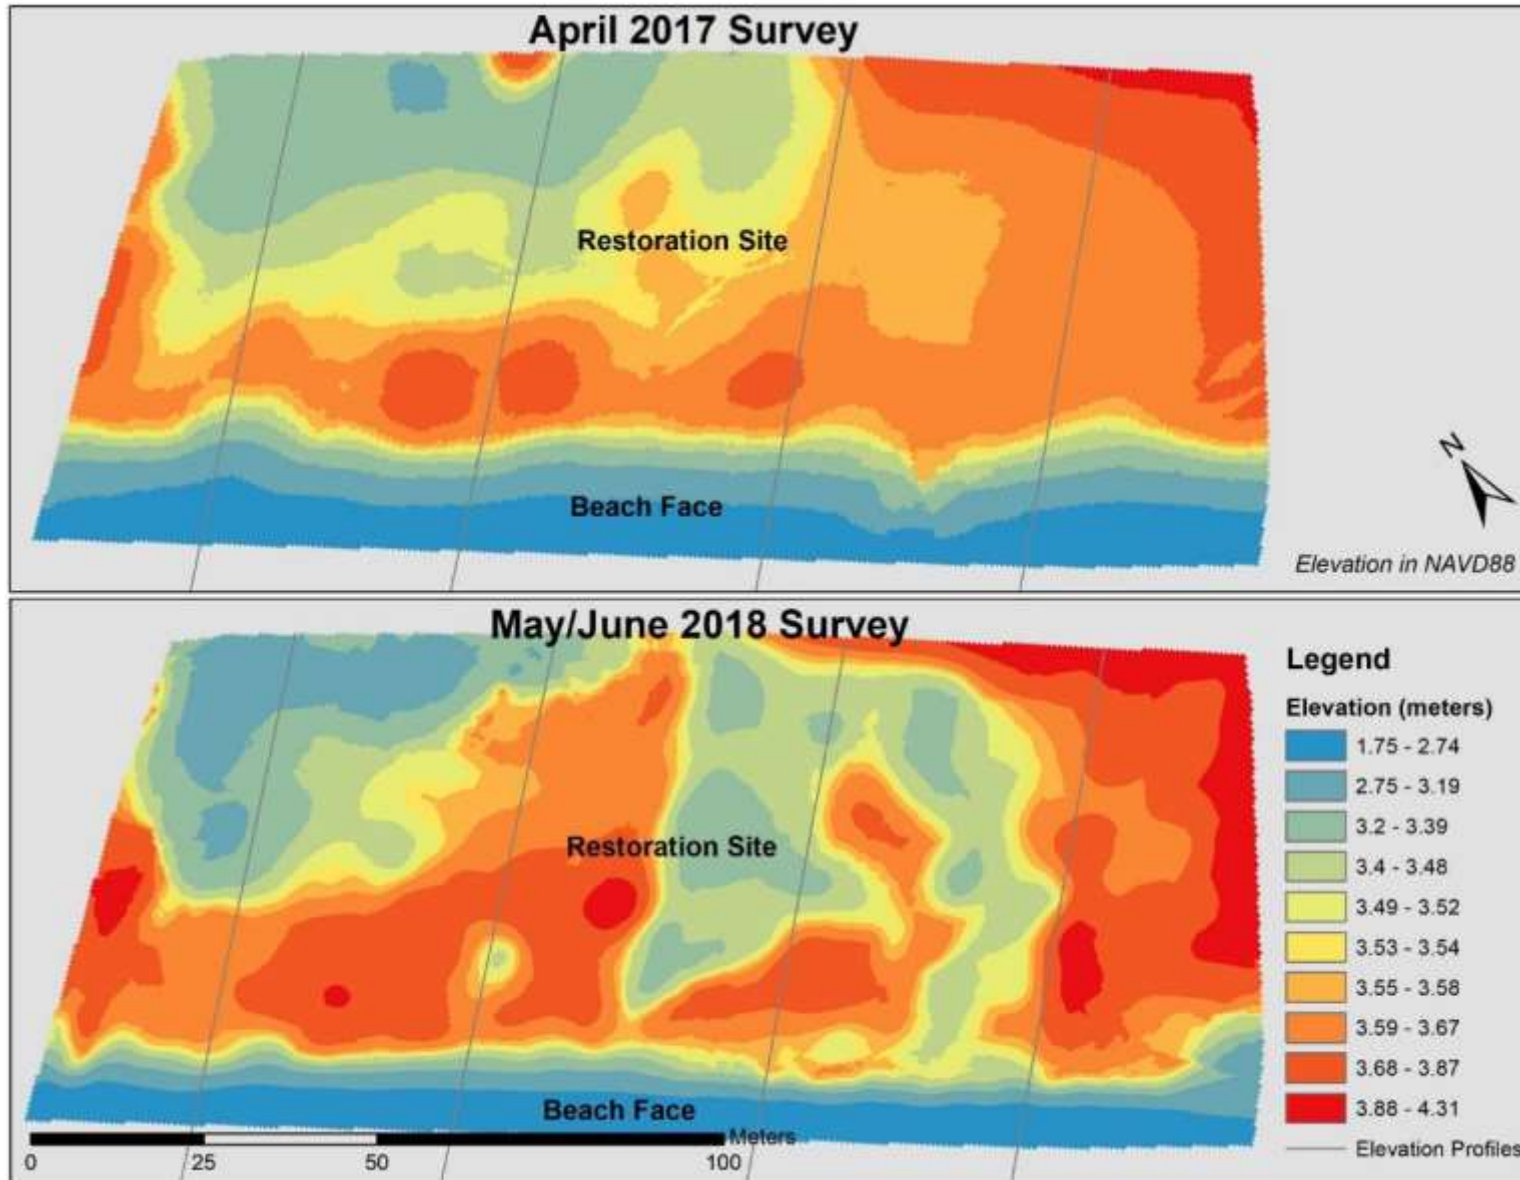 April 2017 Survey
Restoration Site
Beach Face
N
Elevation in NAVD88
May/June 2018 Survey
Restoration Site
Beach Face
Meters
0 25 50 100
Legend
Elevation (meters)
1.75 - 2.74
2.75 - 3.19
3.2 - 3.39
3.4 - 3.48
3.49 - 3.52
3.53 - 3.54
3.55 - 3.58
3.59 - 3.67
3.68 - 3.87
3.88 - 4.31
Elevation Profiles